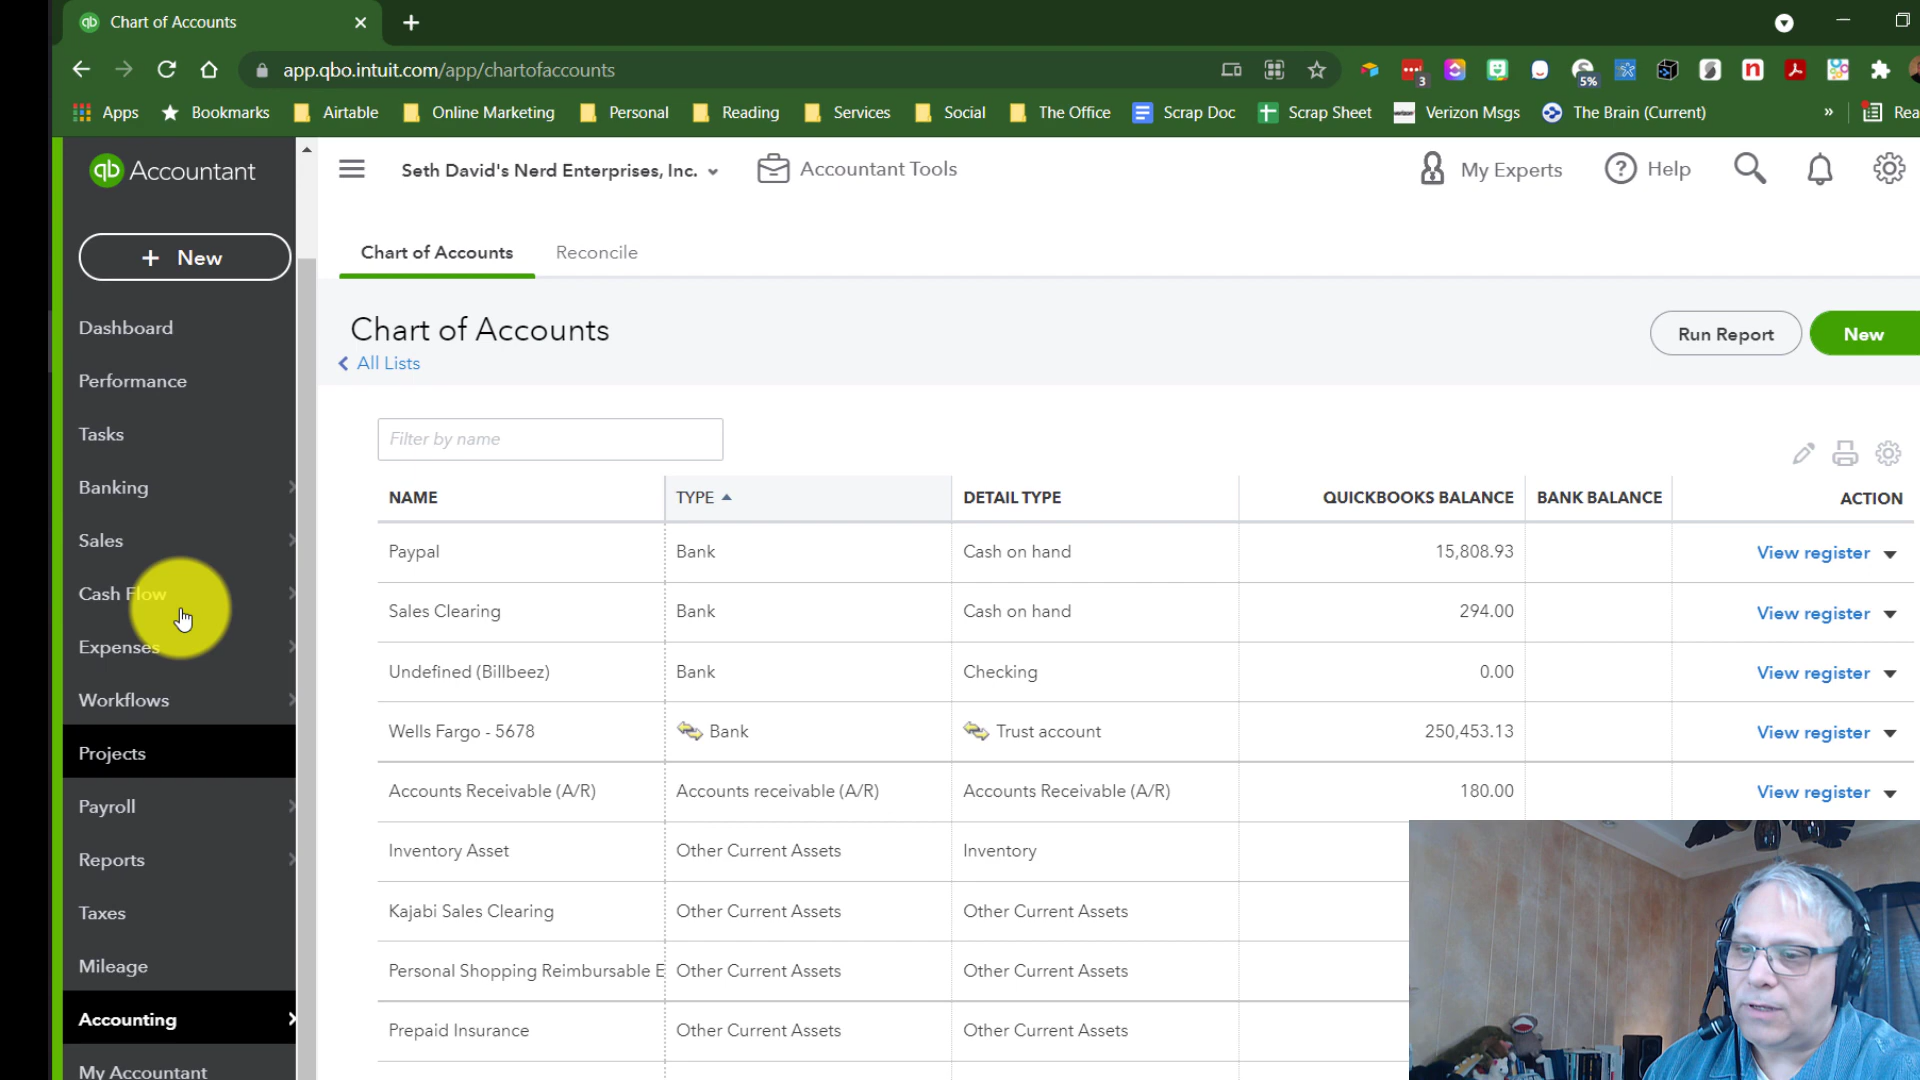 Chart of Accounts
app.qbo.intuit.com/app/chartofaccounts
3
5%
Apps Bookmarks Airtable Online Marketing Personal Reading Services Social The Office Scrap Doc Scrap Sheet Verizon Msgs The Brain (Current) » Rea
qb Accountant
Seth David's Nerd Enterprises, Inc. Accountant Tools My Experts Help
+ New
Chart of Accounts Reconcile
Dashboard
Performance
Tasks
Banking
Sales
Cash Flow
Expenses
Workflows
Projects
Payroll
Reports
Taxes
Mileage
Accounting
My Accountant
Chart of Accounts
All Lists
Run Report New
Filter by name
NAME TYPE DETAIL TYPE QUICKBOOKS BALANCE BANK BALANCE ACTION
Paypal Bank Cash on hand 15,808.93 View register
Sales Clearing Bank Cash on hand 294.00 View register
Undefined (Billbeez) Bank Checking 0.00 View register
Wells Fargo - 5678 Bank Trust account 250,453.13 View register
Accounts Receivable (A/R) Accounts receivable (A/R) Accounts Receivable (A/R) 180.00 View register
Inventory Asset Other Current Assets Inventory
Kajabi Sales Clearing Other Current Assets Other Current Assets
Personal Shopping Reimbursable E Other Current Assets Other Current Assets
Prepaid Insurance Other Current Assets Other Current Assets